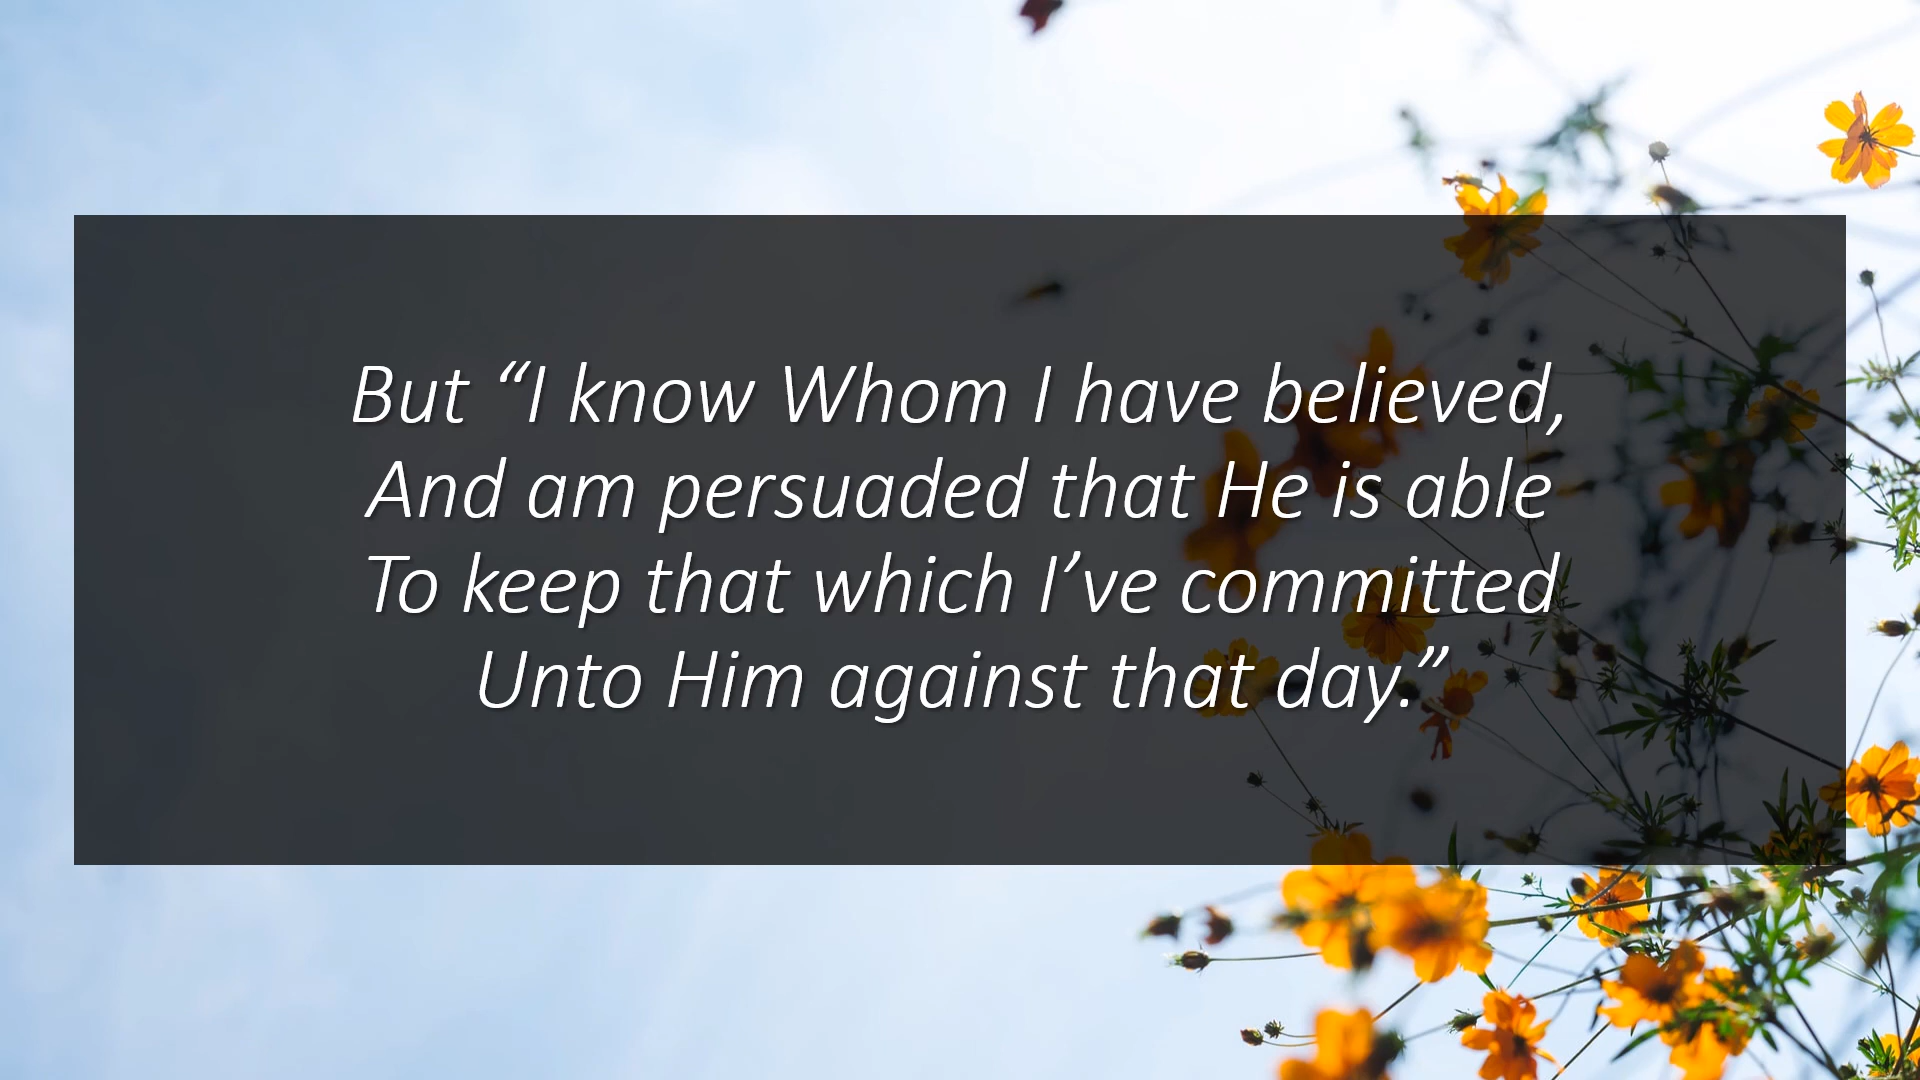 But “I know Whom I have believed,
And am persuaded that He is able
To keep that which I’ve committed
Unto Him against that day.”